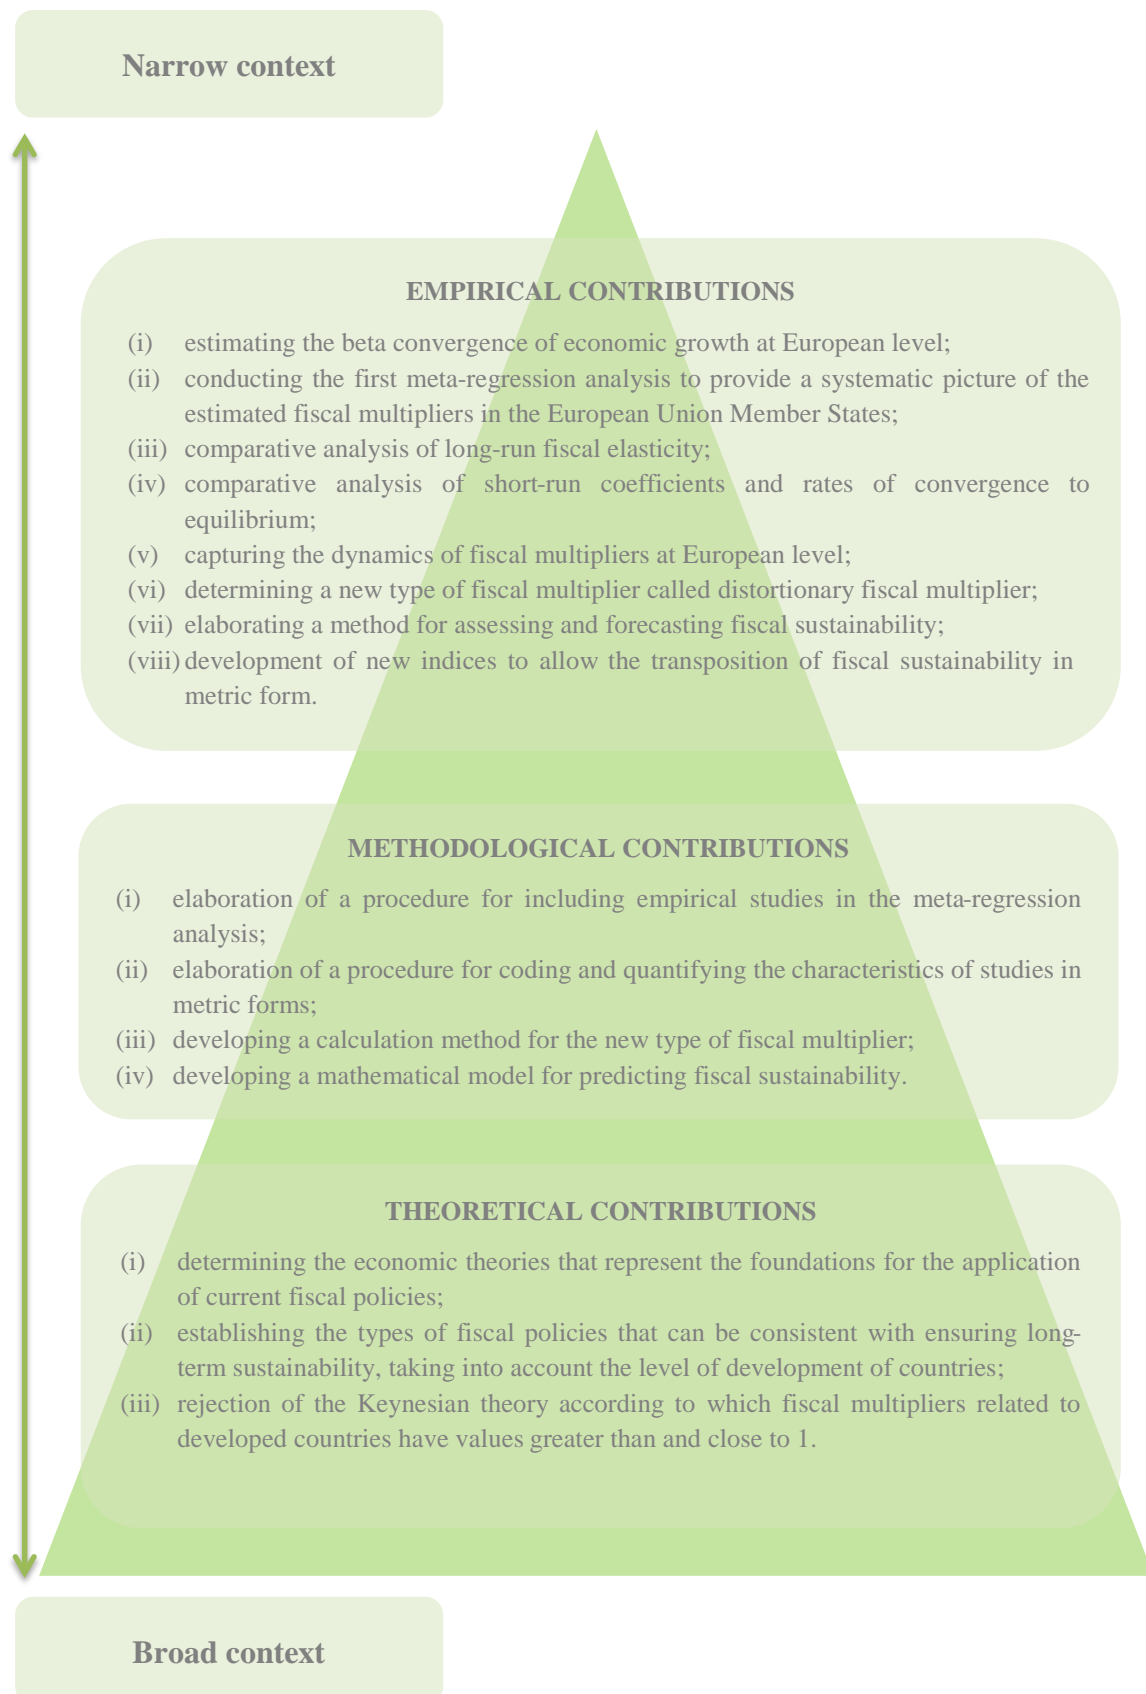 Narrow context
EMPIRICAL CONTRIBUTIONS
(i) estimating the beta convergence of economic growth at European level;
(ii) conducting the first meta-regression analysis to provide a systematic picture of the
estimated fiscal multipliers in the European Union Member States;
(iii) comparative analysis of long-run fiscal elasticity;
(iv) comparative analysis of short-run coefficients and rates of convergence to
equilibrium;
(v) capturing the dynamics of fiscal multipliers at European level;
(vi) determining a new type of fiscal multiplier called distortionary fiscal multiplier;
(vii) elaborating a method for assessing and forecasting fiscal sustainability;
(viii) development of new indices to allow the transposition of fiscal sustainability in
metric form.
METHODOLOGICAL CONTRIBUTIONS
(i) elaboration of a procedure for including empirical studies in the meta-regression
analysis;
(ii) elaboration of a procedure for coding and quantifying the characteristics of studies in
metric forms;
(iii) developing a calculation method for the new type of fiscal multiplier;
(iv) developing a mathematical model for predicting fiscal sustainability.
THEORETICAL CONTRIBUTIONS
(i) determining the economic theories that represent the foundations for the application
of current fiscal policies;
(ii) establishing the types of fiscal policies that can be consistent with ensuring long-
term sustainability, taking into account the level of development of countries;
(iii) rejection of the Keynesian theory according to which fiscal multipliers related to
developed countries have values greater than and close to 1.
Broad context